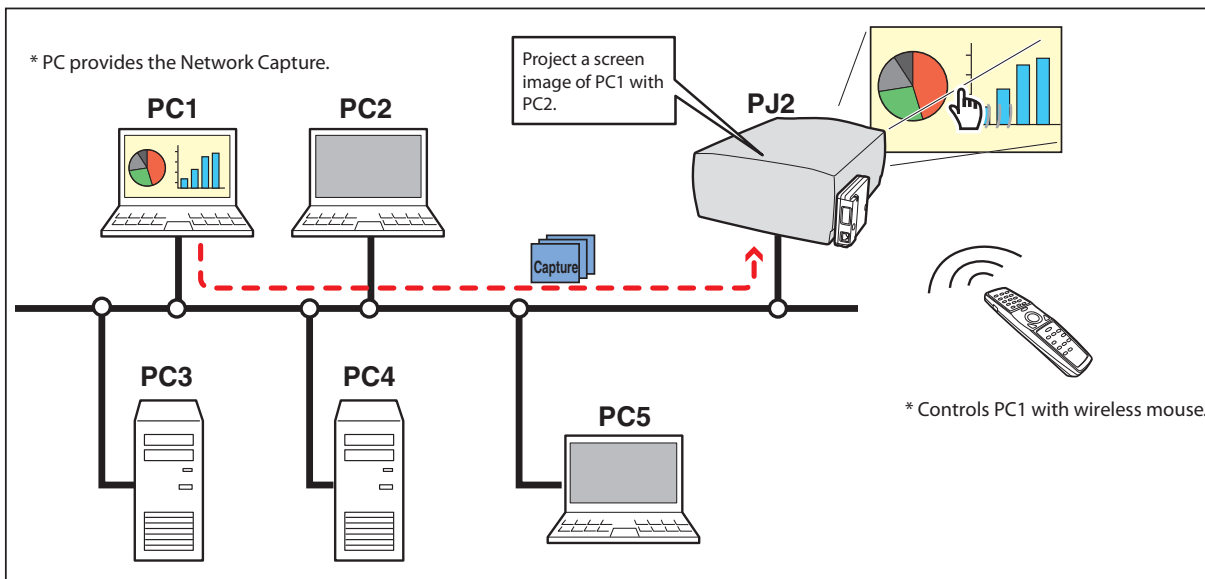 * PC provides the Network Capture.
PC1
PC2
Project a screen
image of PC1 with
PC2.
PJ2
Capture
PC3
PC4
PC5
* Controls PC1 with wireless mouse.